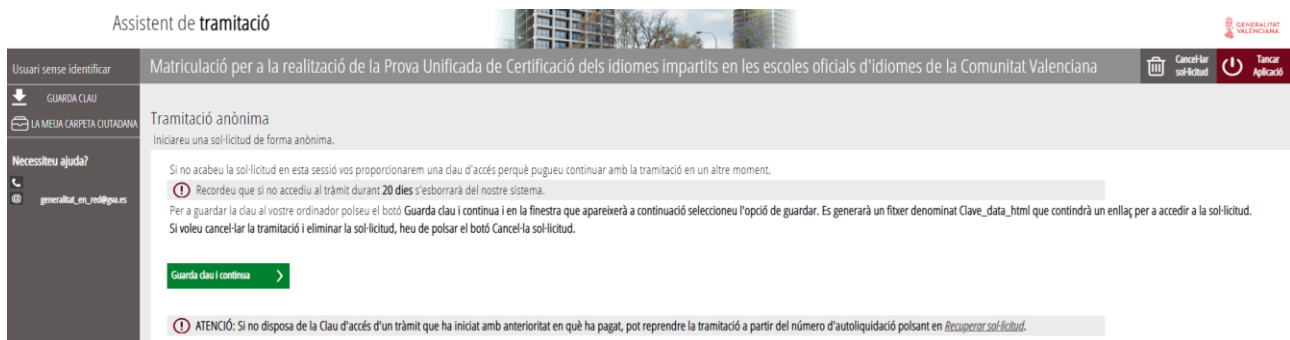 Assistent de tramitació
GENERALITAT
VALENCIANA
Usuari sense identificar
Matriculació per a la realització de la Prova Unificada de Certificació dels idiomes impartits en les escoles oficials d'idiomes de la Comunitat Valenciana
Cancel·lar
sol·licitud
Tancar
Aplicació
GUARDA CLAU
LA MEUA CARPETA CIUTADANA
Necessiteu ajuda?
generalitat_en_red@gva.es
Tramitació anònima
Iniciareu una sol·licitud de forma anònima.
Si no acabeu la sol·licitud en esta sessió vos proporcionarem una clau d'accés perquè pugueu continuar amb la tramitació en un altre moment.
Recordeu que si no accediu al tràmit durant 20 dies s'esborrarà del nostre sistema.
Per a guardar la clau al vostre ordinador polseu el botó Guarda clau i continua i en la finestra que apareixerà a continuació seleccioneu l'opció de guardar. Es generarà un fitxer denominat Clave_data_html que contindrà un enllaç per a accedir a la sol·licitud.
Si voleu cancel·lar la tramitació i eliminar la sol·licitud, heu de polsar el botó Cancel·la sol·licitud.
Guarda clau i continua
ATENCIÓ: Si no disposa de la Clau d'accés d'un tràmit que ha iniciat amb anterioritat en què ha pagat, pot reprendre la tramitació a partir del número d'autoliquidació polsant en Recuperar sol·licitud.